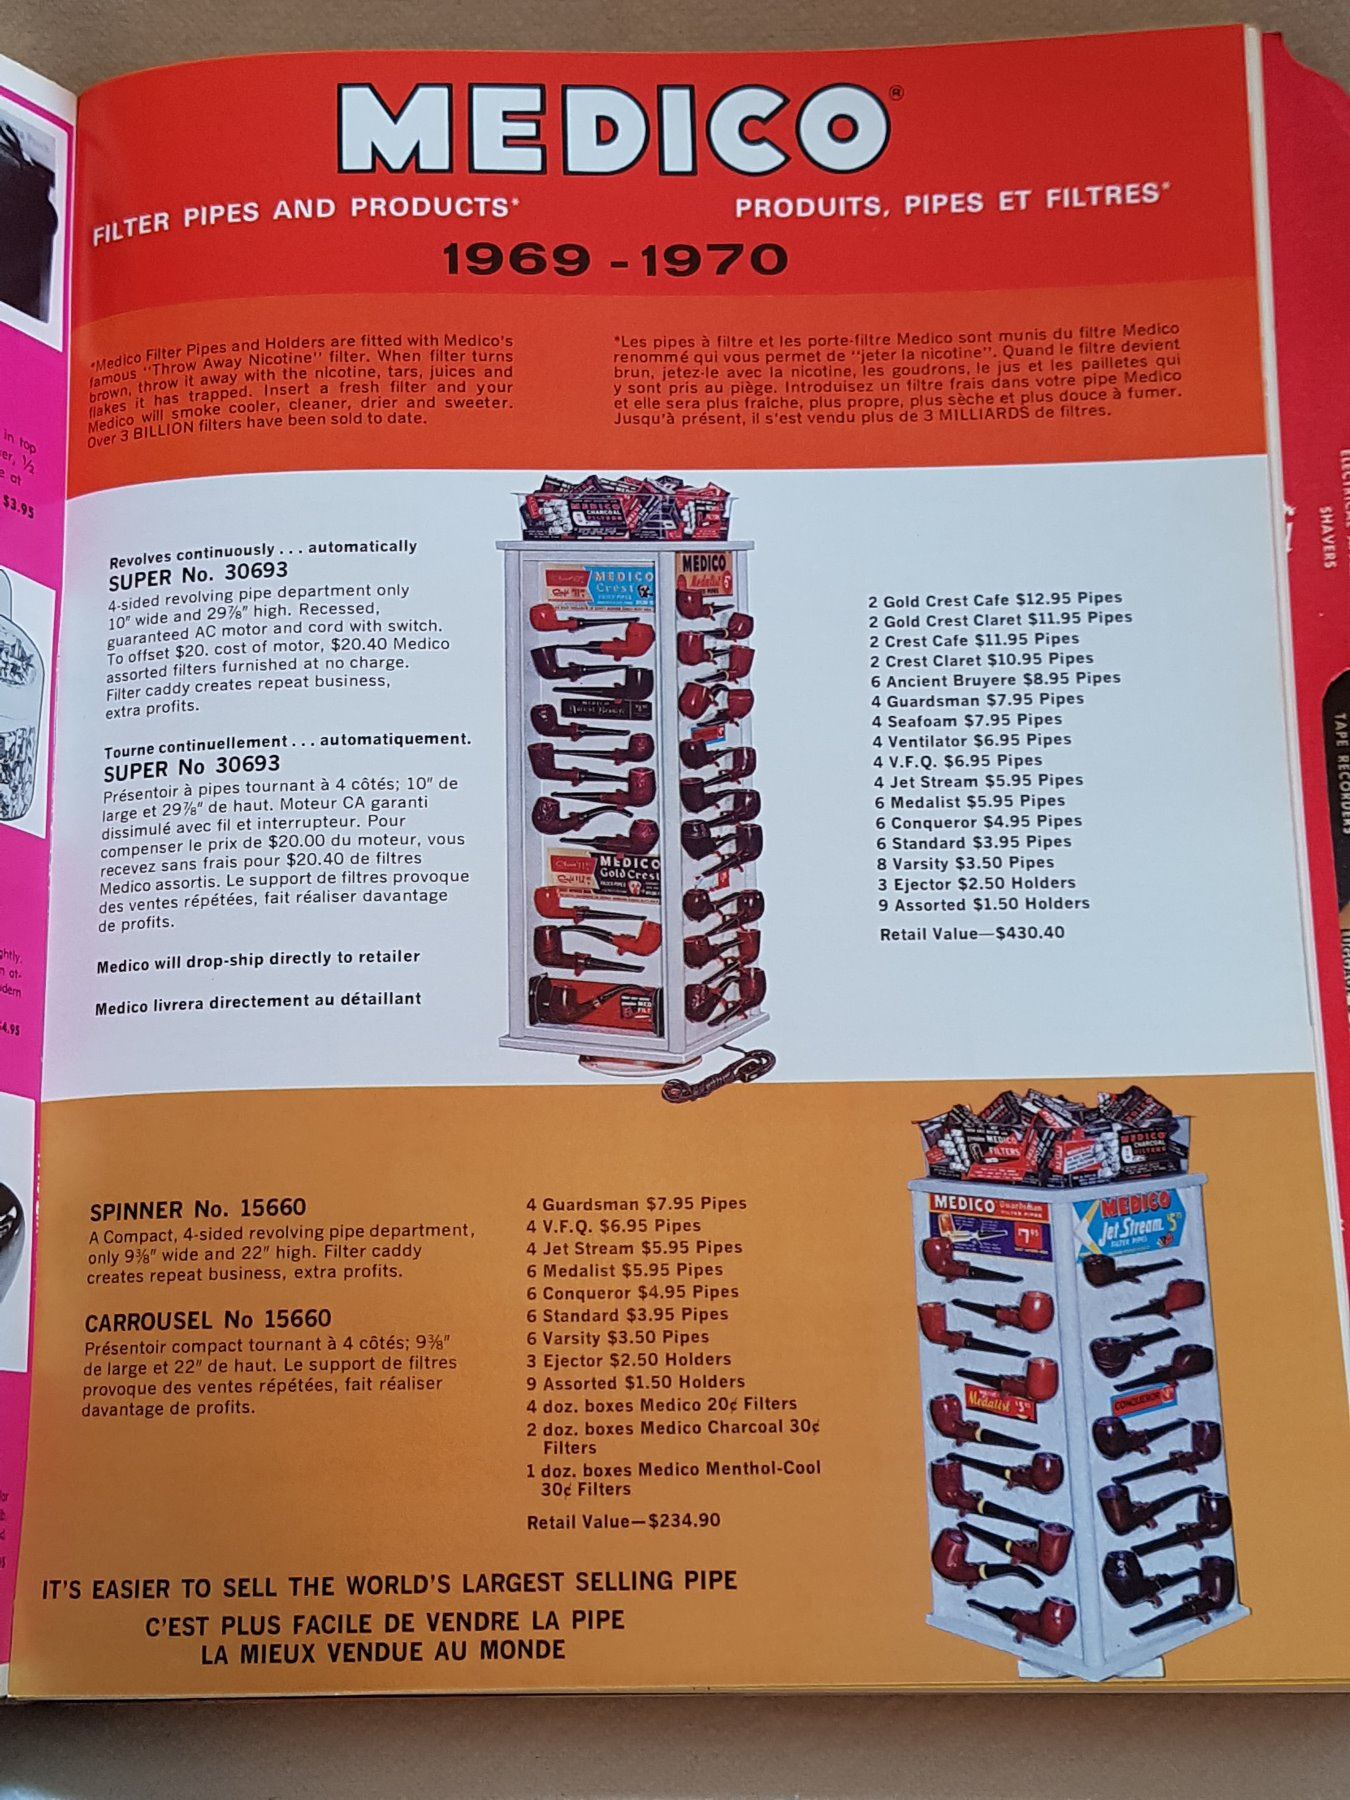 MEDICO®
FILTER PIPES AND PRODUCTS*
PRODUITS, PIPES ET FILTRES*
1969 - 1970
*Medico Filter Pipes and Holders are fitted with Medico's
famous "Throw Away Nicotine" filter. When filter turns
brown, throw it away with the nicotine, tars, juices and
flakes it has trapped. Insert a fresh filter and your
Medico will smoke cooler, cleaner, drier and sweeter.
Over 3 BILLION filters have been sold to date.
*Les pipes à filtre et les porte-filtre Medico sont munis du filtre Medico
renommé qui vous permet de "jeter la nicotine". Quand le filtre devient
brun, jetez-le avec la nicotine, les goudrons, le jus et les pailletes qui
y sont pris au piège. Introduisez un filtre frais dans votre pipe Medico
et elle sera plus fraîche, plus propre, plus sèche et plus douce à fumer.
Jusqu'à présent, il s'est vendu plus de 3 MILLIARDS de filtres.
Revolves continuously . . . automatically
SUPER No. 30693
4-sided revolving pipe department only
10" wide and 29⅞" high. Recessed,
guaranteed AC motor and cord with switch.
To offset $20. cost of motor, $20.40 Medico
assorted filters furnished at no charge.
Filter caddy creates repeat business,
extra profits.
Tourne continuellement . . . automatiquement.
SUPER No 30693
Présentoir à pipes tournant à 4 côtés; 10" de
large et 29⅞" de haut. Moteur CA garanti
dissimulé avec fil et interrupteur. Pour
compenser le prix de $20.00 du moteur, vous
recevez sans frais pour $20.40 de filtres
Medico assortis. Le support de filtres provoque
des ventes répétées, fait réaliser davantage
de profits.
Medico will drop-ship directly to retailer
Medico livrera directement au détaillant
MEDICO
CHARCOAL
FILTERS
MEDICO
Crest
MEDICO
Medalist
MEDICO
Gold Crest
2 Gold Crest Cafe $12.95 Pipes
2 Gold Crest Claret $11.95 Pipes
2 Crest Cafe $11.95 Pipes
2 Crest Claret $10.95 Pipes
6 Ancient Bruyere $8.95 Pipes
4 Guardsman $7.95 Pipes
4 Seafoam $7.95 Pipes
4 Ventilator $6.95 Pipes
4 V.F.Q. $6.95 Pipes
4 Jet Stream $5.95 Pipes
6 Medalist $5.95 Pipes
6 Conqueror $4.95 Pipes
6 Standard $3.95 Pipes
8 Varsity $3.50 Pipes
3 Ejector $2.50 Holders
9 Assorted $1.50 Holders
Retail Value—$430.40
SPINNER No. 15660
A Compact, 4-sided revolving pipe department,
only 9⅜" wide and 22" high. Filter caddy
creates repeat business, extra profits.
CARROUSEL No 15660
Présentoir compact tournant à 4 côtés; 9⅜"
de large et 22" de haut. Le support de filtres
provoque des ventes répétées, fait réaliser
davantage de profits.
4 Guardsman $7.95 Pipes
4 V.F.Q. $6.95 Pipes
4 Jet Stream $5.95 Pipes
6 Medalist $5.95 Pipes
6 Conqueror $4.95 Pipes
6 Standard $3.95 Pipes
6 Varsity $3.50 Pipes
3 Ejector $2.50 Holders
9 Assorted $1.50 Holders
4 doz. boxes Medico 20¢ Filters
2 doz. boxes Medico Charcoal 30¢
Filters
1 doz. boxes Medico Menthol-Cool
30¢ Filters
Retail Value—$234.90
MEDICO
FILTERS
MEDICO
CHARCOAL
FILTERS
MEDICO Guardsman
FILTER PIPES
$7.95
MEDICO
Jet Stream
FILTER PIPES
Medalist
CONQUEROR
IT'S EASIER TO SELL THE WORLD'S LARGEST SELLING PIPE
C'EST PLUS FACILE DE VENDRE LA PIPE
LA MIEUX VENDUE AU MONDE
in top
$3.95
SHAVERS
TAPE RECORDERS